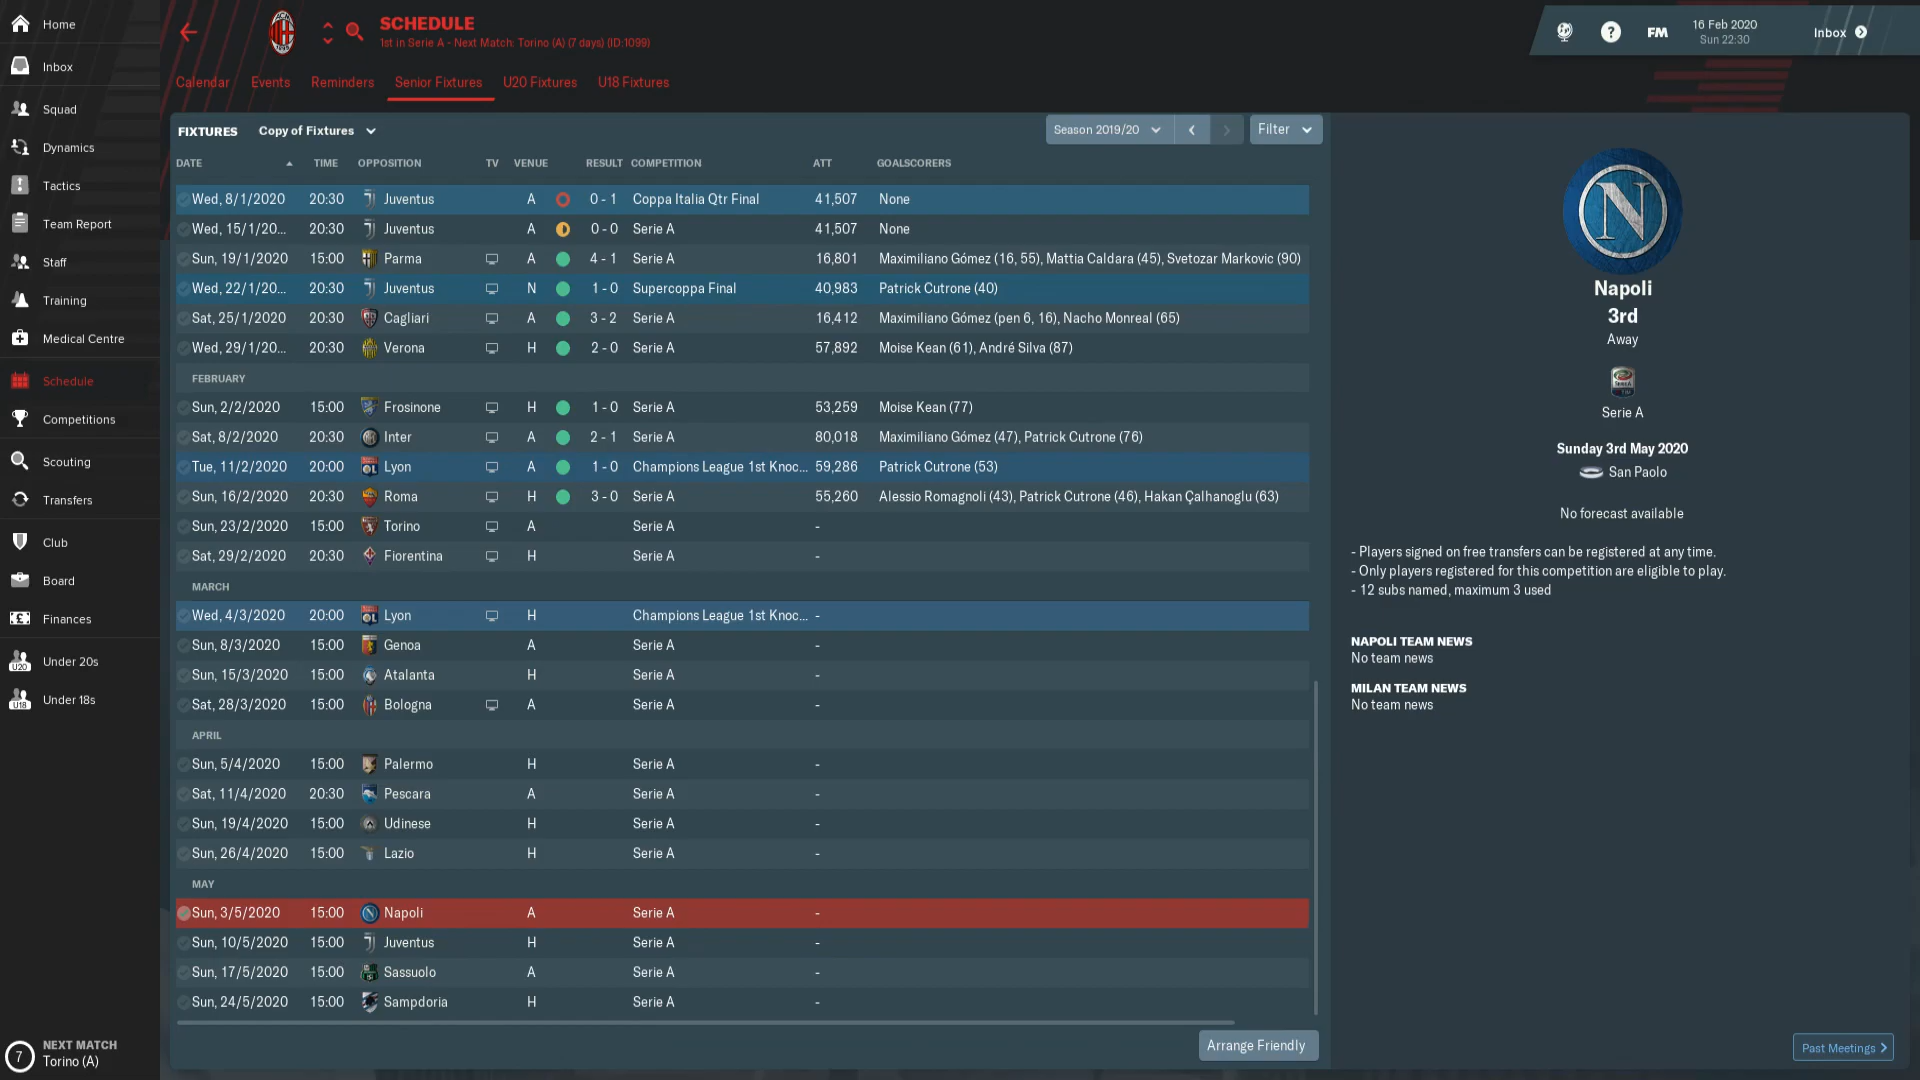 Home
Inbox
Squad
Dynamics
Tactics
Team Report
Staff
Training
Medical Centre
Schedule
Competitions
Scouting
Transfers
Club
Board
Finances
U20 Under 20s
U18 Under 18s
7 NEXT MATCH
Torino (A)
SCHEDULE
1st in Serie A - Next Match: Torino (A) (7 days) (ID:1099)
Calendar Events Reminders Senior Fixtures U20 Fixtures U18 Fixtures
? FM 16 Feb 2020
Sun 22:30
Inbox
FIXTURES Copy of Fixtures Season 2019/20 Filter
DATE TIME OPPOSITION TV VENUE RESULT COMPETITION ATT GOALSCORERS
Wed, 8/1/2020 20:30 Juventus A 0 - 1 Coppa Italia Qtr Final 41,507 None
Wed, 15/1/20... 20:30 Juventus A 0 - 0 Serie A 41,507 None
Sun, 19/1/2020 15:00 Parma A 4 - 1 Serie A 16,801 Maximiliano Gómez (16, 55), Mattia Caldara (45), Svetozar Markovic (90)
Wed, 22/1/20... 20:30 Juventus N 1 - 0 Supercoppa Final 40,983 Patrick Cutrone (40)
Sat, 25/1/2020 20:30 Cagliari A 3 - 2 Serie A 16,412 Maximiliano Gómez (pen 6, 16), Nacho Monreal (65)
Wed, 29/1/20... 20:30 Verona H 2 - 0 Serie A 57,892 Moise Kean (61), André Silva (87)
FEBRUARY
Sun, 2/2/2020 15:00 Frosinone H 1 - 0 Serie A 53,259 Moise Kean (77)
Sat, 8/2/2020 20:30 Inter A 2 - 1 Serie A 80,018 Maximiliano Gómez (47), Patrick Cutrone (76)
Tue, 11/2/2020 20:00 Lyon A 1 - 0 Champions League 1st Knoc... 59,286 Patrick Cutrone (53)
Sun, 16/2/2020 20:30 Roma H 3 - 0 Serie A 55,260 Alessio Romagnoli (43), Patrick Cutrone (46), Hakan Çalhanoglu (63)
Sun, 23/2/2020 15:00 Torino A Serie A -
Sat, 29/2/2020 20:30 Fiorentina H Serie A -
MARCH
Wed, 4/3/2020 20:00 Lyon H Champions League 1st Knoc... -
Sun, 8/3/2020 15:00 Genoa A Serie A -
Sun, 15/3/2020 15:00 Atalanta H Serie A -
Sat, 28/3/2020 15:00 Bologna A Serie A -
APRIL
Sun, 5/4/2020 15:00 Palermo H Serie A -
Sat, 11/4/2020 20:30 Pescara A Serie A -
Sun, 19/4/2020 15:00 Udinese H Serie A -
Sun, 26/4/2020 15:00 Lazio H Serie A -
MAY
Sun, 3/5/2020 15:00 Napoli A Serie A -
Sun, 10/5/2020 15:00 Juventus H Serie A -
Sun, 17/5/2020 15:00 Sassuolo A Serie A -
Sun, 24/5/2020 15:00 Sampdoria H Serie A -
Arrange Friendly
N
Napoli
3rd
Away
Serie A
Sunday 3rd May 2020
San Paolo
No forecast available
- Players signed on free transfers can be registered at any time.
- Only players registered for this competition are eligible to play.
- 12 subs named, maximum 3 used
NAPOLI TEAM NEWS
No team news
MILAN TEAM NEWS
No team news
Past Meetings